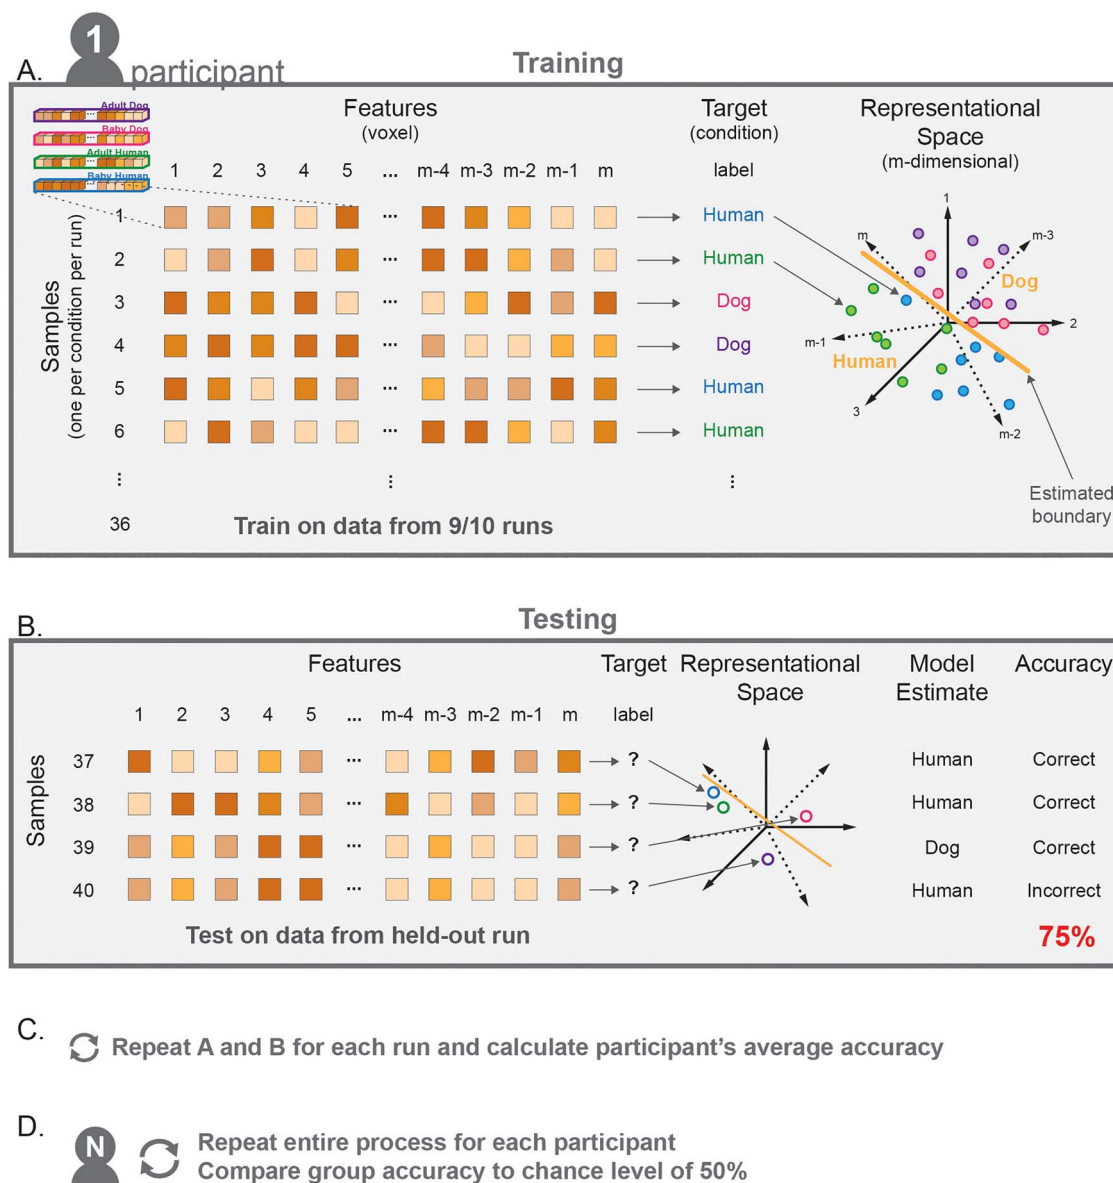 1
A.
participant
Training
Adult Dog
Baby Dog
Adult Human
Baby Human
Features
(voxel)
Target
(condition)
Representational
Space
(m-dimensional)
1 2 3 4 5 ... m-4 m-3 m-2 m-1 m
label
Samples
(one per condition per run)
1 ... Human
2 Human
3 ... Dog
4 ... Dog
5 ... Human
6 ... Human
... ... ...
36
Train on data from 9/10 runs
1
m
m-3
Dog
2
m-1
Human
3
m-2
Estimated
boundary
B.
Testing
Features
Target
Representational
Space
Model
Estimate
Accuracy
1 2 3 4 5 ... m-4 m-3 m-2 m-1 m
label
Samples
37 ... ? Human Correct
38 ... ? Human Correct
39 ... ? Dog Correct
40 ... ? Human Incorrect
Test on data from held-out run
75%
C.
Repeat A and B for each run and calculate participant's average accuracy
D.
N
Repeat entire process for each participant
Compare group accuracy to chance level of 50%